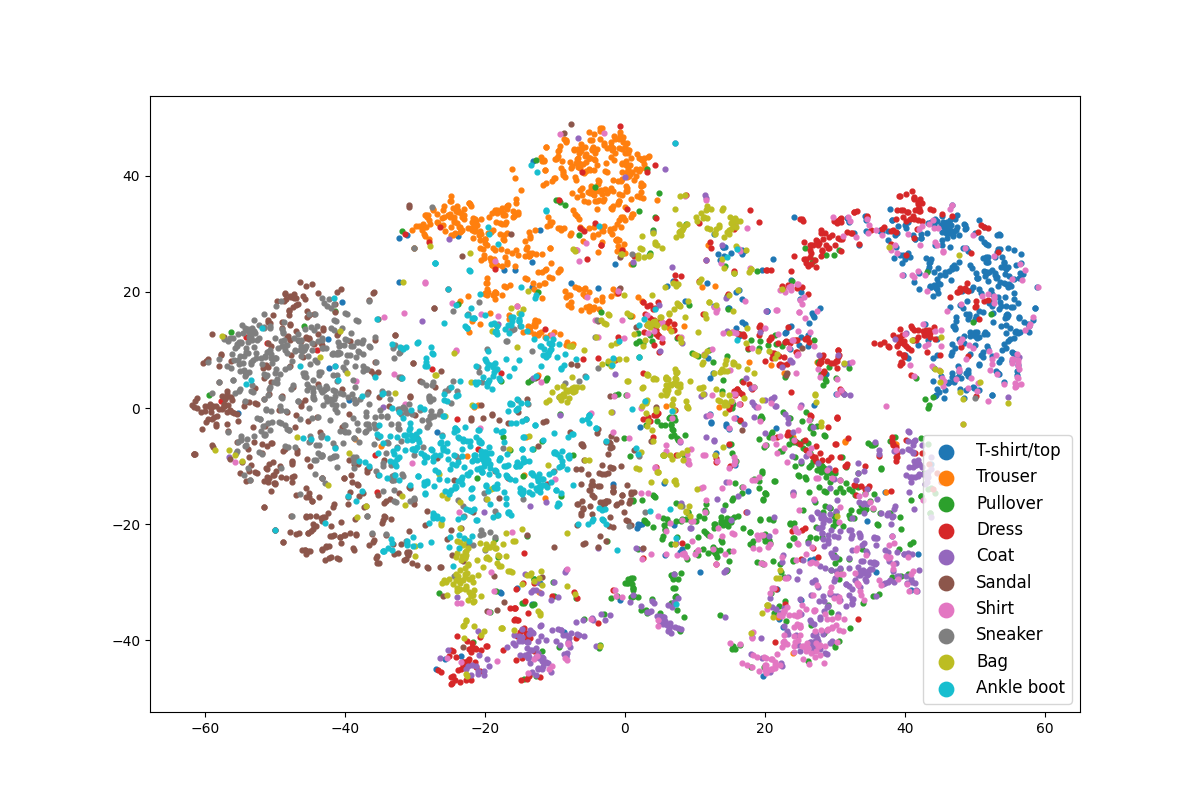 40
20
0
−20
−40
−60
−40
−20
0
20
40
60
T-shirt/top
Trouser
Pullover
Dress
Coat
Sandal
Shirt
Sneaker
Bag
Ankle boot